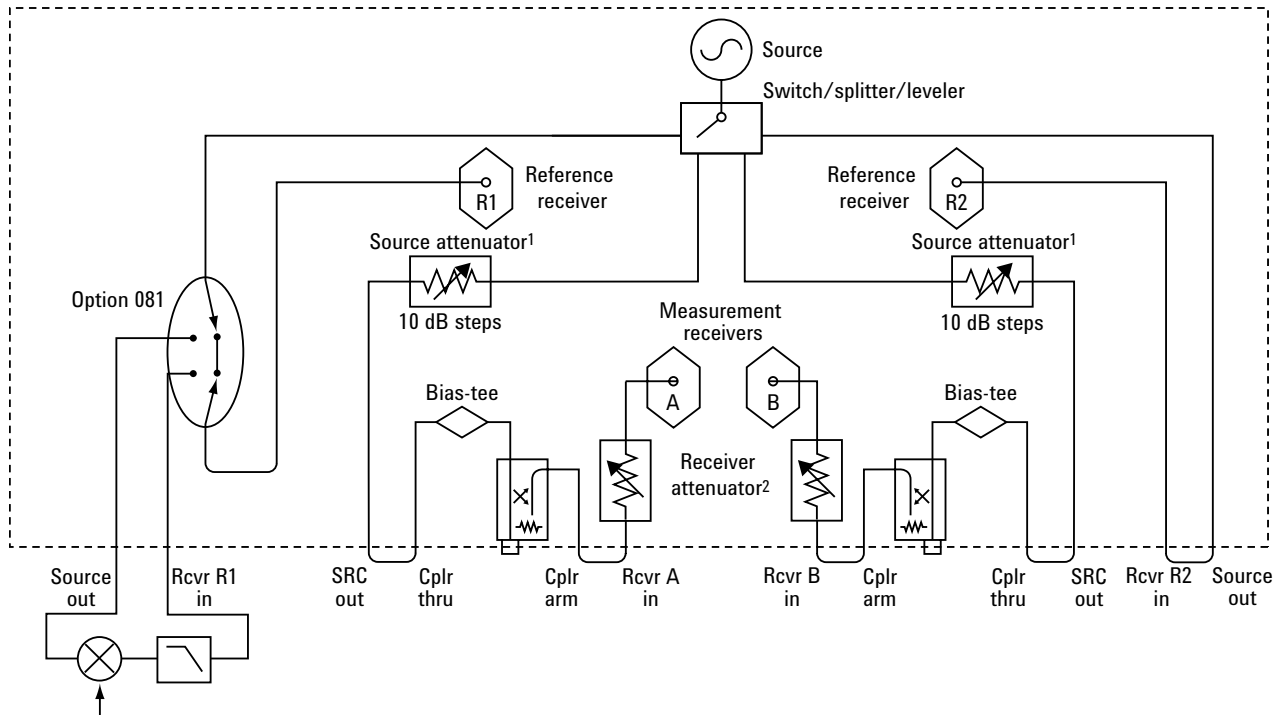 Source
Switch/splitter/leveler
Reference
receiver
R1
Reference
receiver
R2
Source attenuator1
10 dB steps
Source attenuator1
10 dB steps
Option 081
Measurement
receivers
A
B
Bias-tee
Bias-tee
Receiver
attenuator2
Source
out
Rcvr R1
in
SRC
out
Cplr
thru
Cplr
arm
Rcvr A
in
Rcvr B
in
Cplr
arm
Cplr
thru
SRC
out
Rcvr R2
in
Source
out